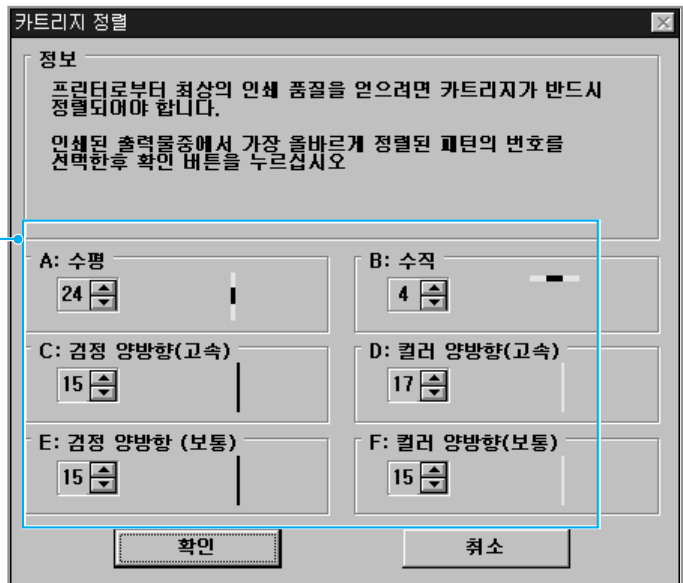 카트리지 정렬
정보
프린터로부터 최상의 인쇄 품질을 얻으려면 카트리지가 반드시
정렬되어야 합니다.
인쇄된 출력물중에서 가장 올바르게 정렬된 패턴의 번호를
선택한후 확인 버튼을 누르십시오
A: 수평
24
B: 수직
4
C: 검정 양방향(고속)
15
D: 컬러 양방향(고속)
17
E: 검정 양방항 (보통)
15
F: 컬러 양방향(보통)
15
확인
취소